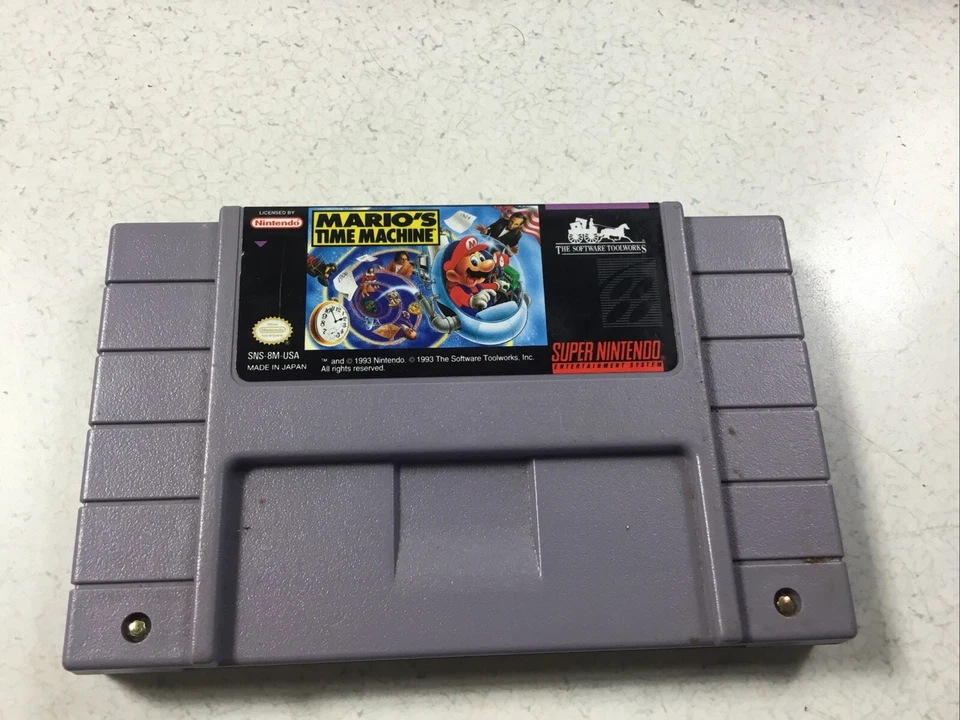 LICENSED BY
Nintendo
MARIO'S
TIME MACHINE
THE SOFTWARE TOOLWORKS
SNS-8M-USA
MADE IN JAPAN
™ and © 1993 Nintendo. © 1993 The Software Toolworks, Inc.
All rights reserved.
SUPER NINTENDO
ENTERTAINMENT SYSTEM